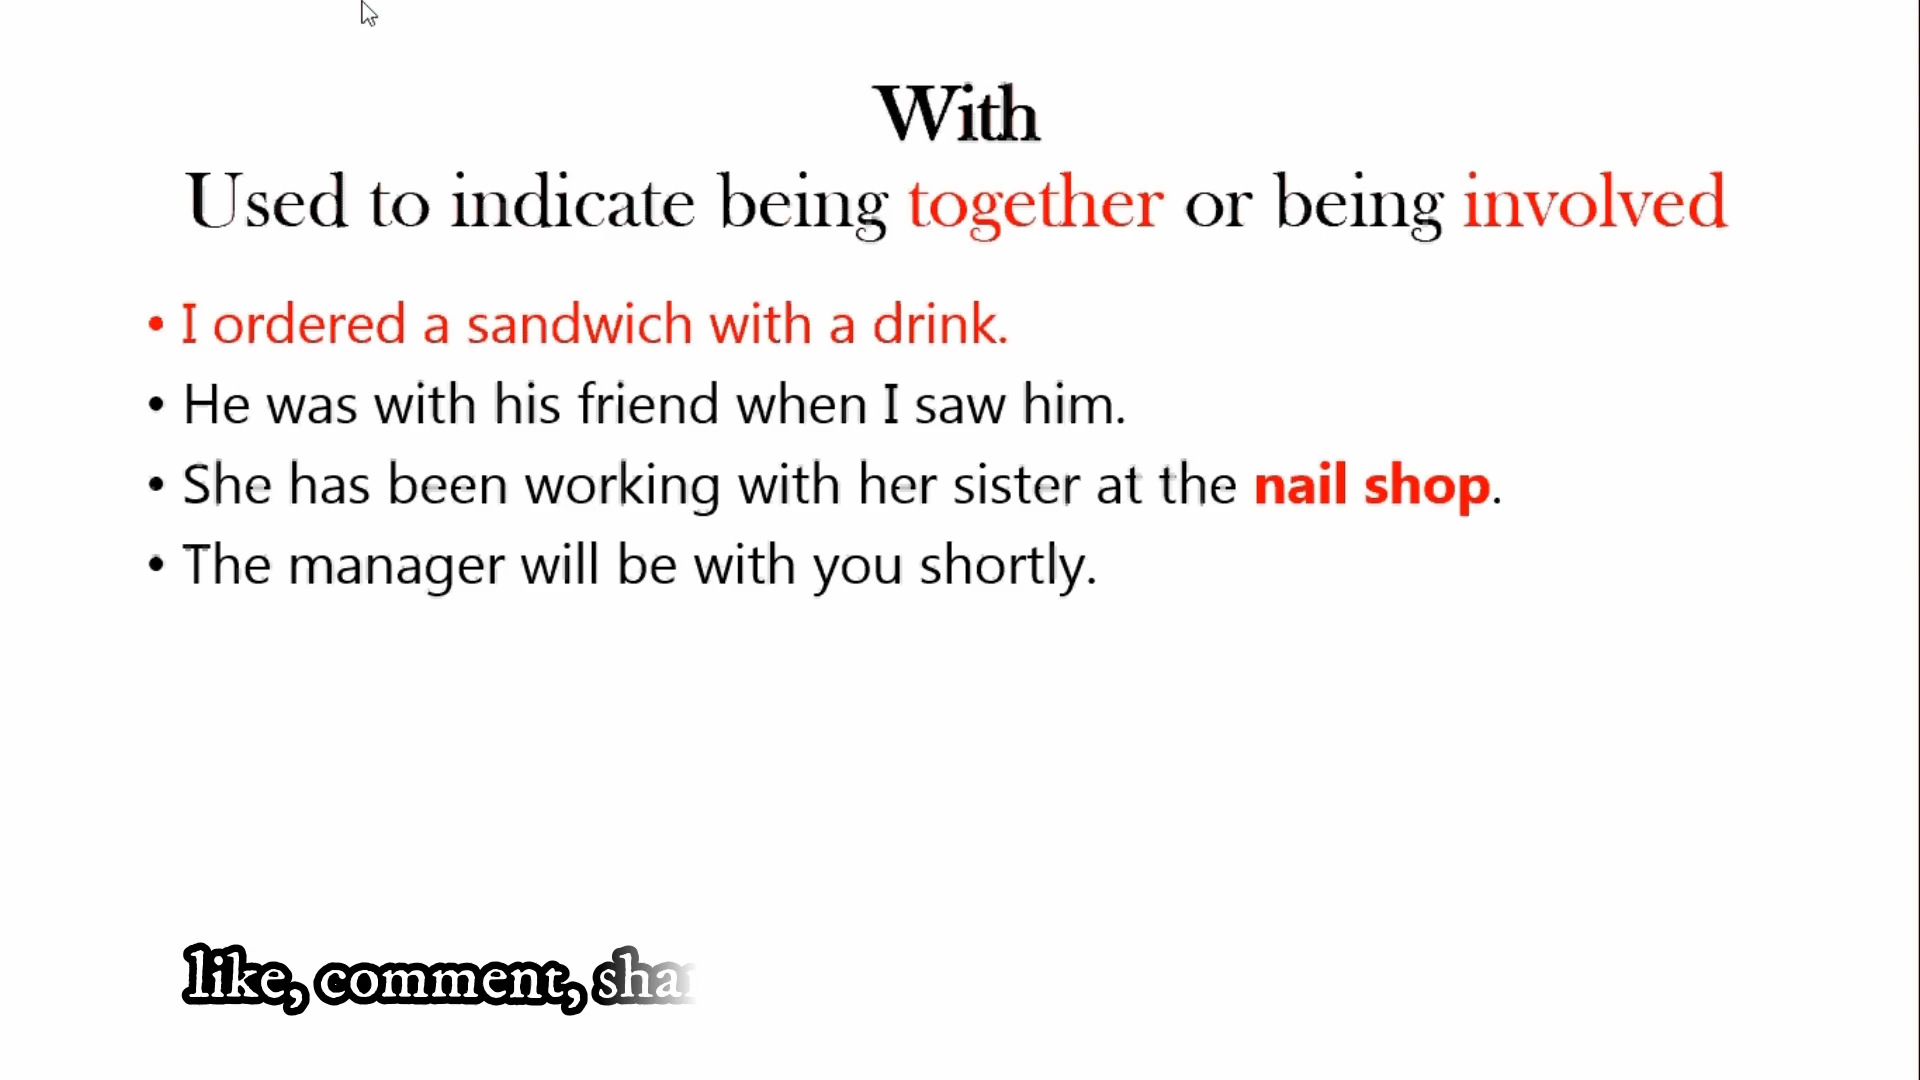 With
Used to indicate being together or being involved
• I ordered a sandwich with a drink.
• He was with his friend when I saw him.
• She has been working with her sister at the nail shop.
• The manager will be with you shortly.
like, comment,